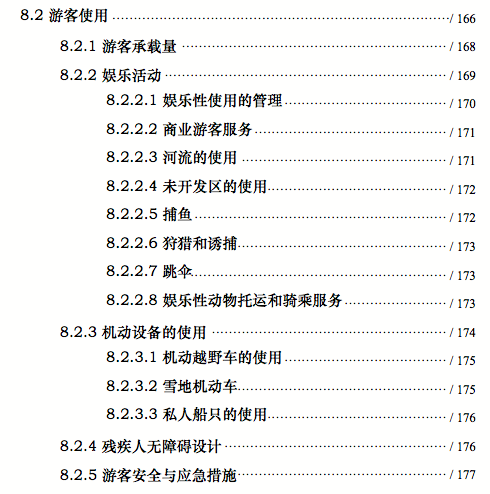 8.2 游客使用 / 166
8.2.1 游客承载量 / 168
8.2.2 娱乐活动 / 169
8.2.2.1 娱乐性使用的管理 / 170
8.2.2.2 商业游客服务 / 171
8.2.2.3 河流的使用 / 171
8.2.2.4 未开发区的使用 / 172
8.2.2.5 捕鱼 / 172
8.2.2.6 狩猎和诱捕 / 173
8.2.2.7 跳伞 / 173
8.2.2.8 娱乐性动物托运和骑乘服务 / 173
8.2.3 机动设备的使用 / 174
8.2.3.1 机动越野车的使用 / 175
8.2.3.2 雪地机动车 / 175
8.2.3.3 私人船只的使用 / 176
8.2.4 残疾人无障碍设计 / 176
8.2.5 游客安全与应急措施 / 177